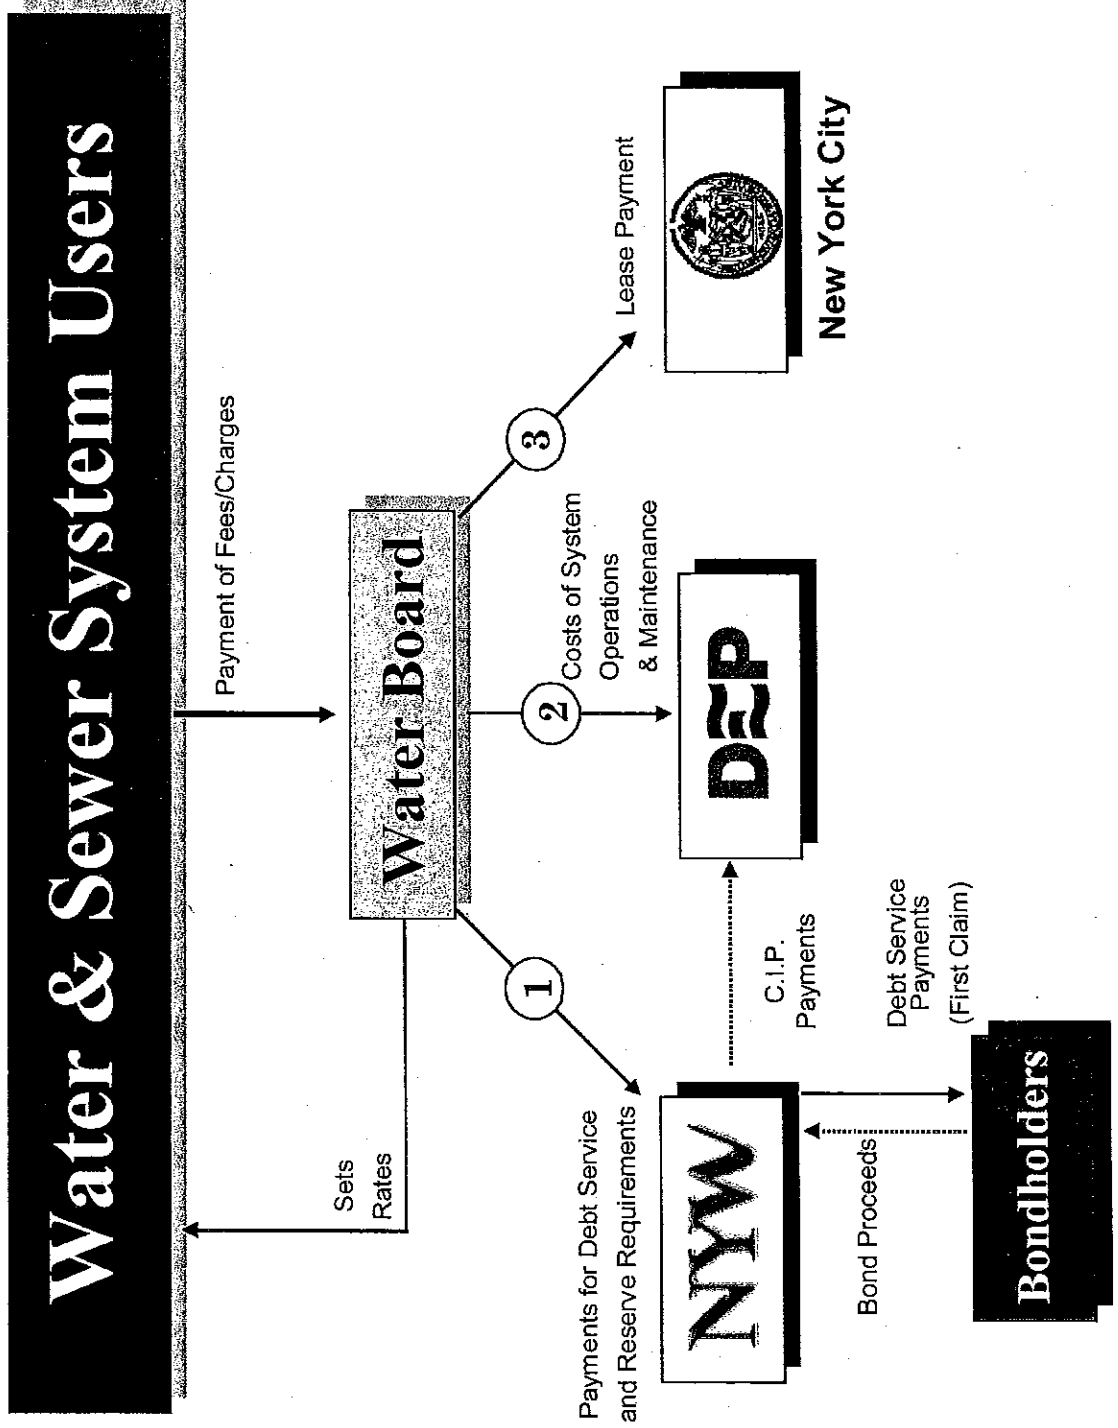 Water & Sewer System Users
Payment of Fees/Charges
Sets
Rates
Water Board
1
2
3
Payments for Debt Service
and Reserve Requirements
Costs of System
Operations
& Maintenance
Lease Payment
NYW
C.I.P.
Payments
DEP
New York City
Bond Proceeds
Debt Service
Payments
(First Claim)
Bondholders